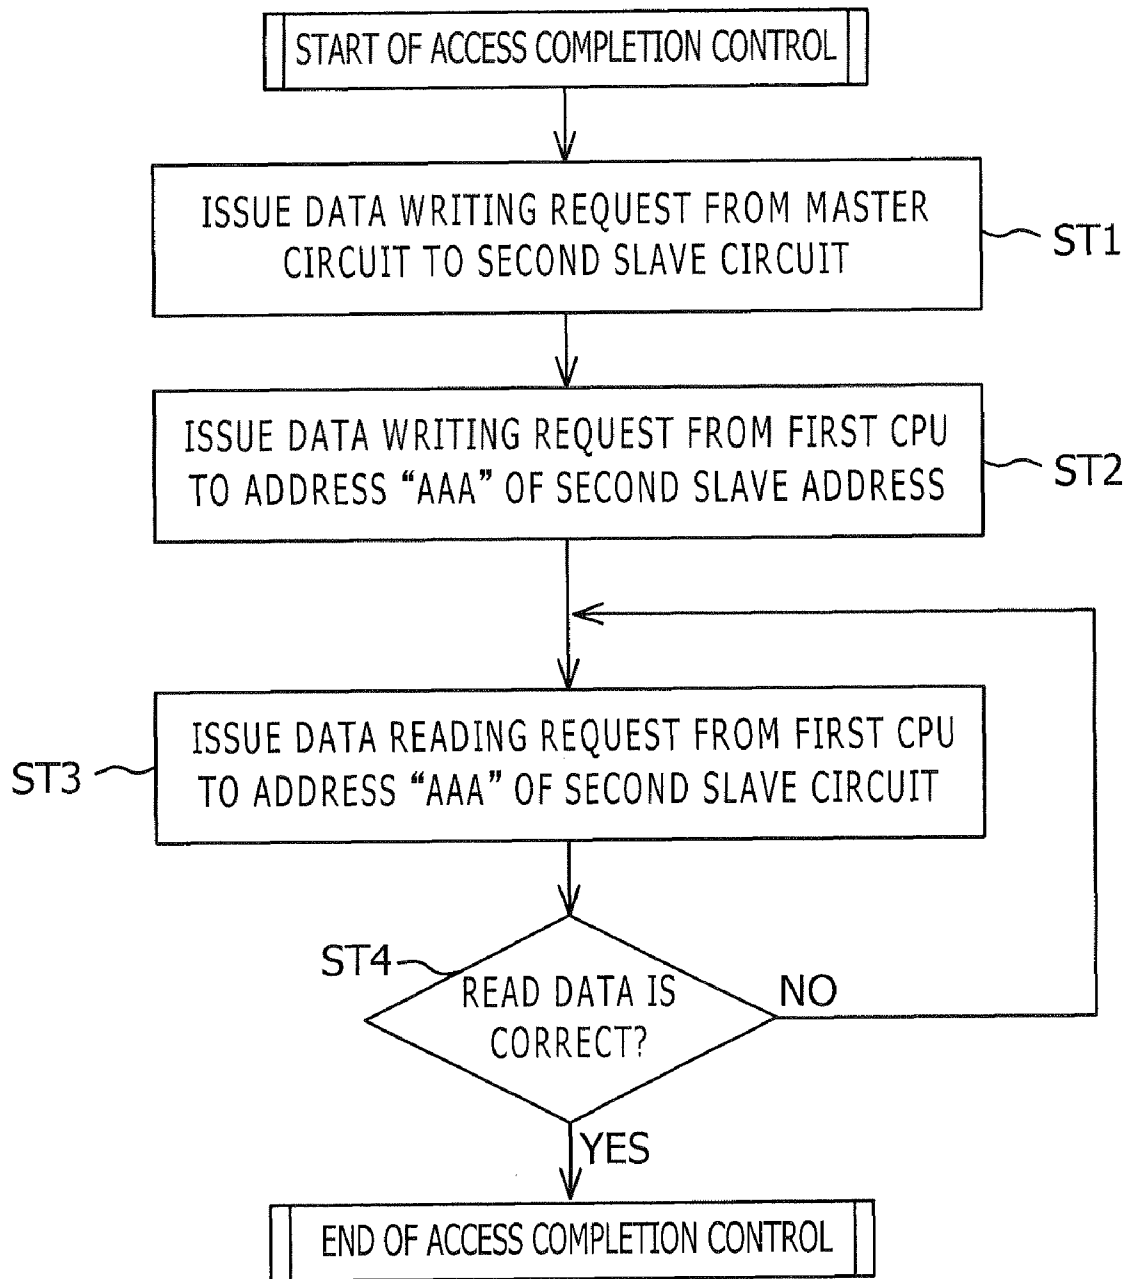 START OF ACCESS COMPLETION CONTROL
ISSUE DATA WRITING REQUEST FROM MASTER
CIRCUIT TO SECOND SLAVE CIRCUIT
ST1
ISSUE DATA WRITING REQUEST FROM FIRST CPU
TO ADDRESS “AAA” OF SECOND SLAVE ADDRESS
ST2
ISSUE DATA READING REQUEST FROM FIRST CPU
TO ADDRESS “AAA” OF SECOND SLAVE CIRCUIT
ST3
ST4
READ DATA IS
CORRECT?
NO
YES
END OF ACCESS COMPLETION CONTROL